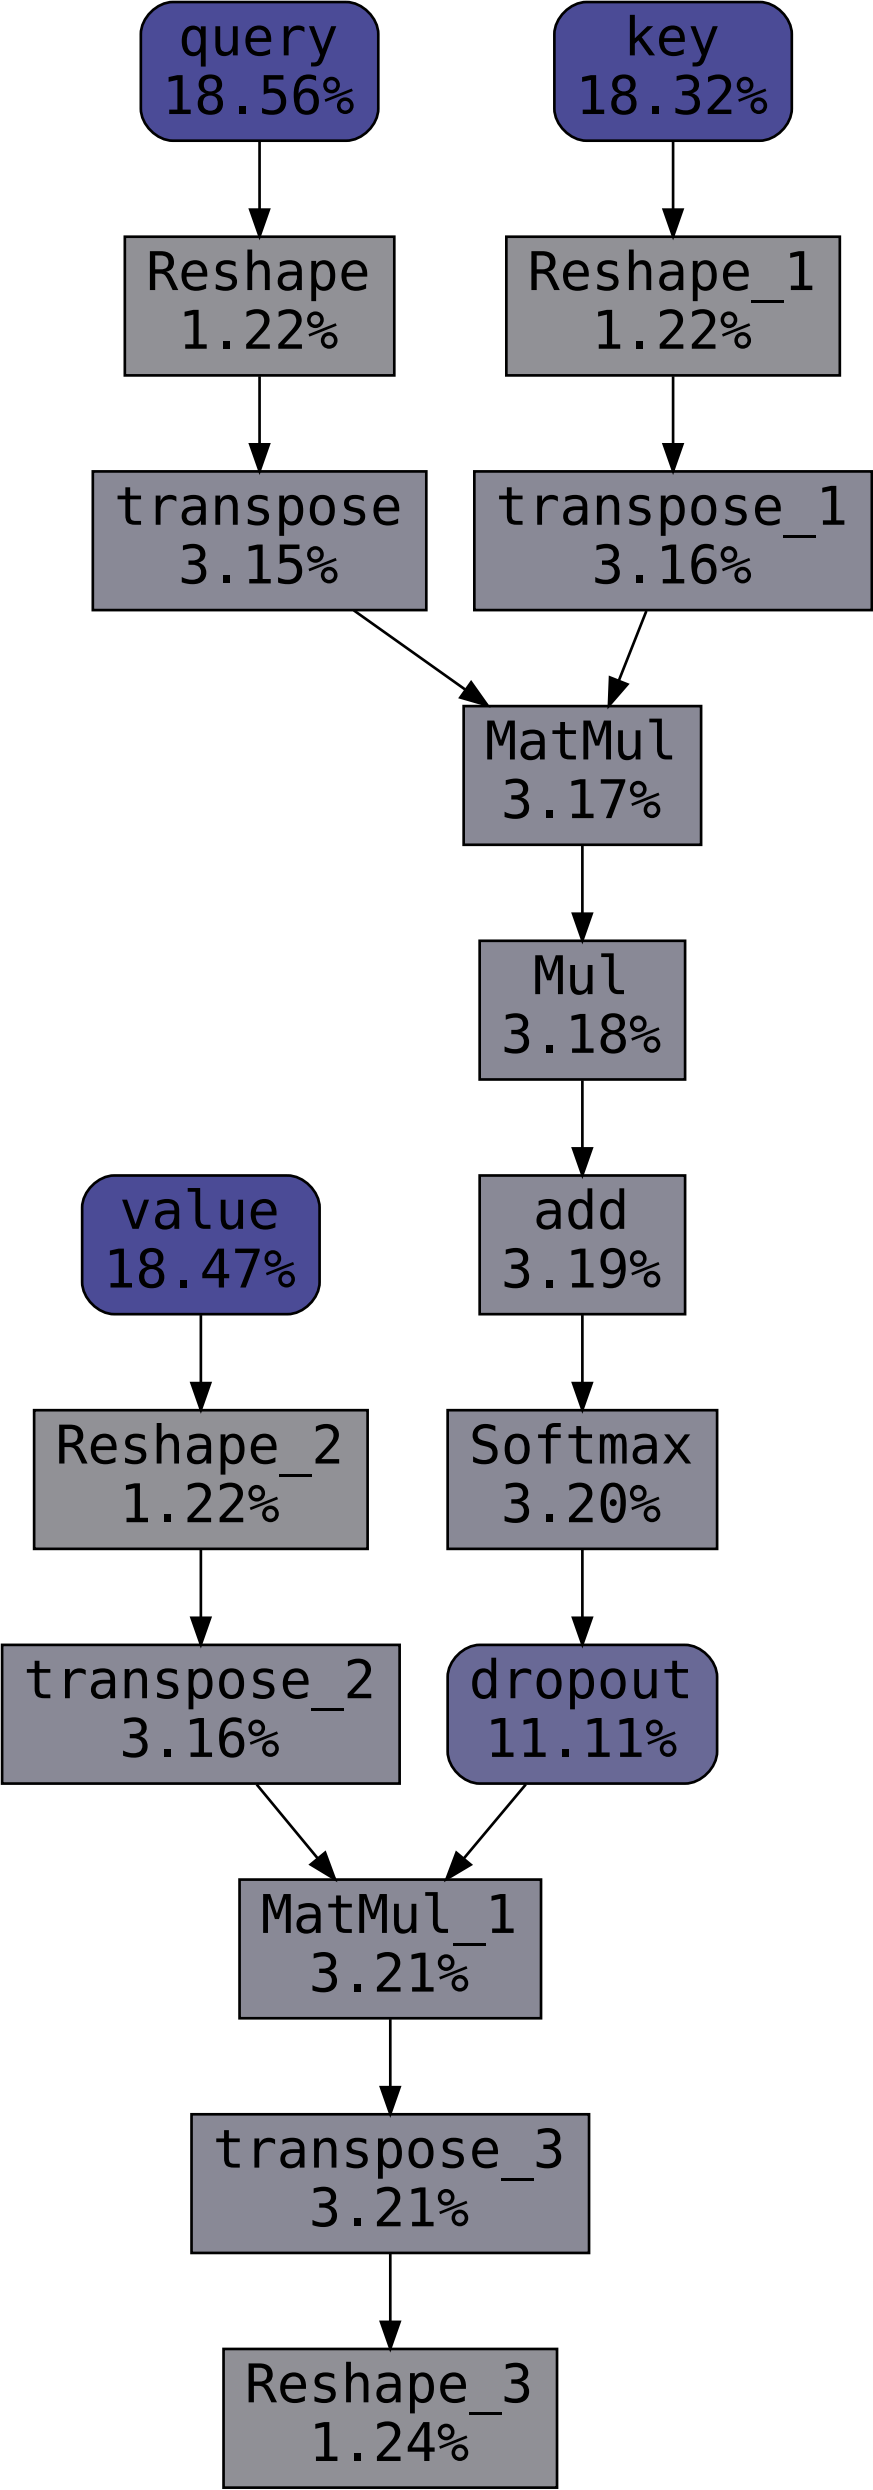 query
18.56%
key
18.32%
Reshape
1.22%
Reshape_1
1.22%
transpose
3.15%
transpose_1
3.16%
MatMul
3.17%
Mul
3.18%
value
18.47%
add
3.19%
Reshape_2
1.22%
Softmax
3.20%
transpose_2
3.16%
dropout
11.11%
MatMul_1
3.21%
transpose_3
3.21%
Reshape_3
1.24%